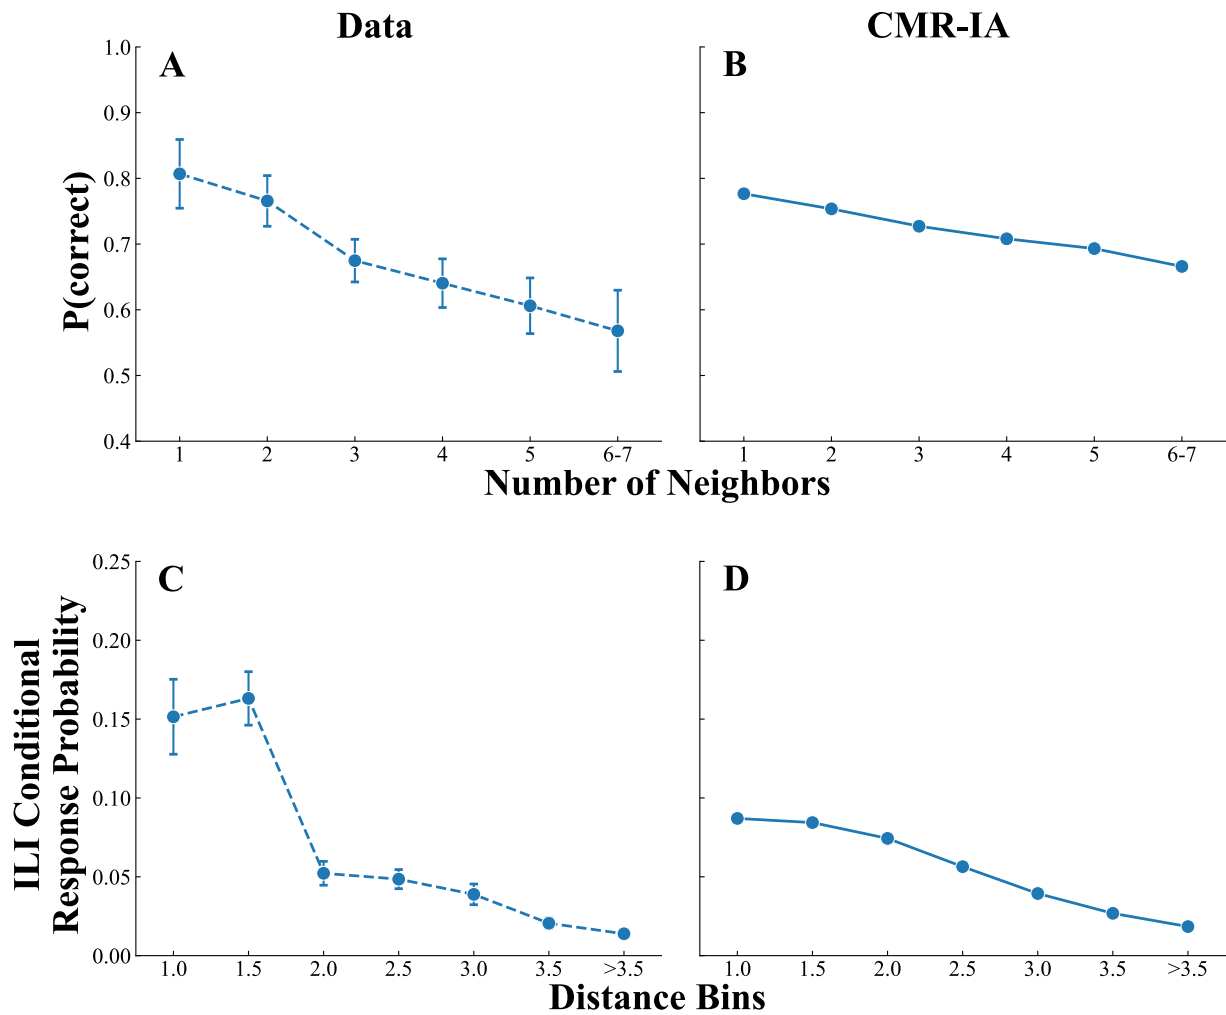 Data
CMR-IA
A
B
1.0
0.9
0.8
0.7
0.6
0.5
0.4
P(correct)
1 2 3 4 5 6-7
1 2 3 4 5 6-7
Number of Neighbors
C
D
0.25
0.20
0.15
0.10
0.05
0.00
ILI Conditional
Response Probability
1.0 1.5 2.0 2.5 3.0 3.5 >3.5
1.0 1.5 2.0 2.5 3.0 3.5 >3.5
Distance Bins